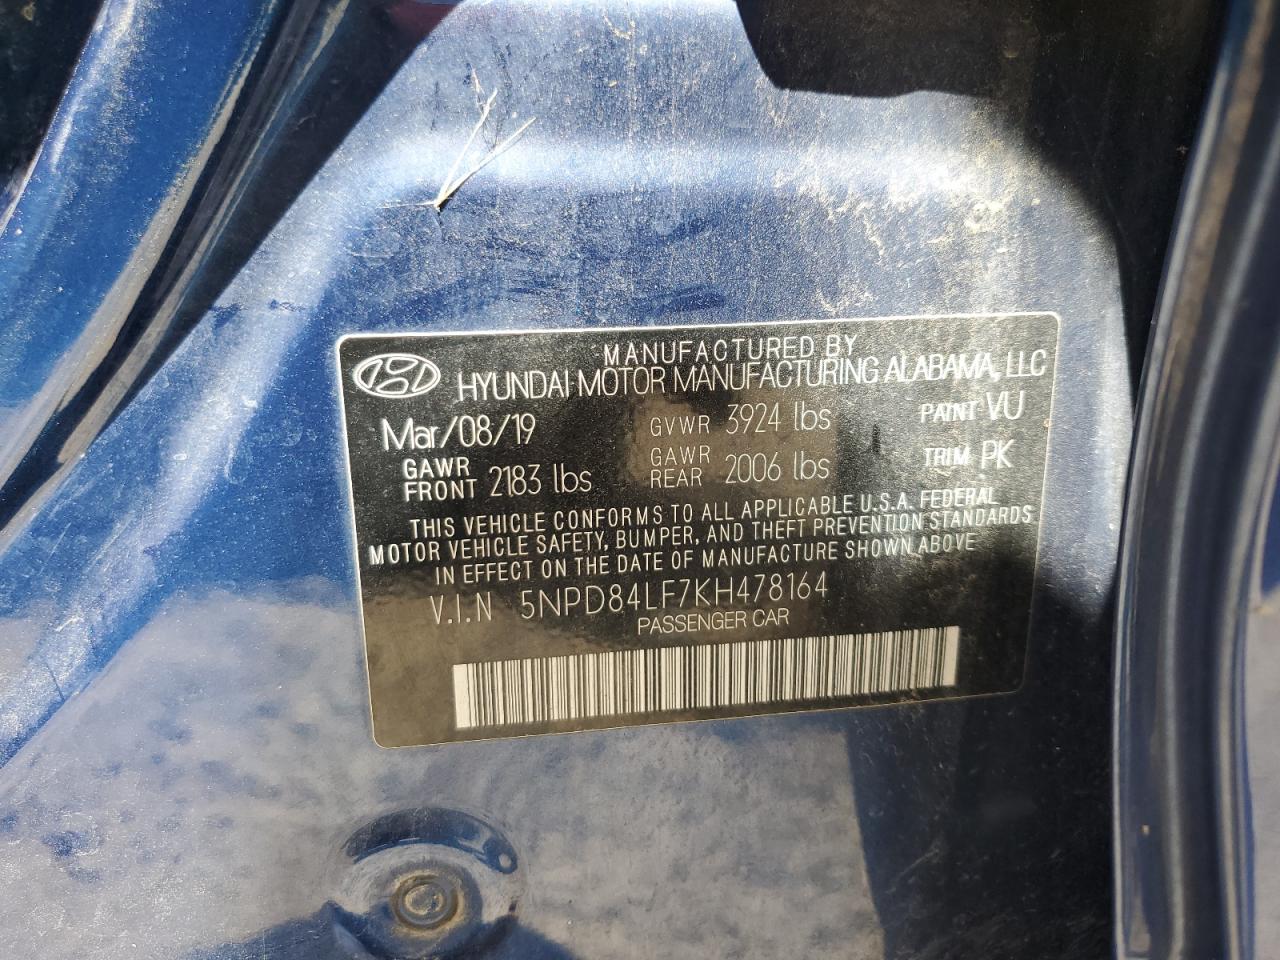 MANUFACTURED BY
HYUNDAI MOTOR MANUFACTURING ALABAMA, LLC
Mar/08/19 GVWR 3924 lbs PAINT VU
GAWR FRONT 2183 lbs GAWR REAR 2006 lbs TRIM PK
THIS VEHICLE CONFORMS TO ALL APPLICABLE U.S.A. FEDERAL
MOTOR VEHICLE SAFETY, BUMPER, AND THEFT PREVENTION STANDARDS
IN EFFECT ON THE DATE OF MANUFACTURE SHOWN ABOVE
V.I.N 5NPD84LF7KH478164
PASSENGER CAR